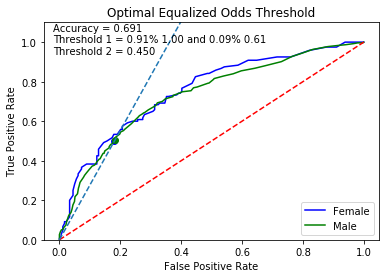 Optimal Equalized Odds Threshold
Accuracy = 0.691
Threshold 1 = 0.91% 1.00 and 0.09% 0.61
Threshold 2 = 0.450
1.0
0.8
0.6
0.4
0.2
0.0
True Positive Rate
Female
Male
0.0 0.2 0.4 0.6 0.8 1.0
False Positive Rate